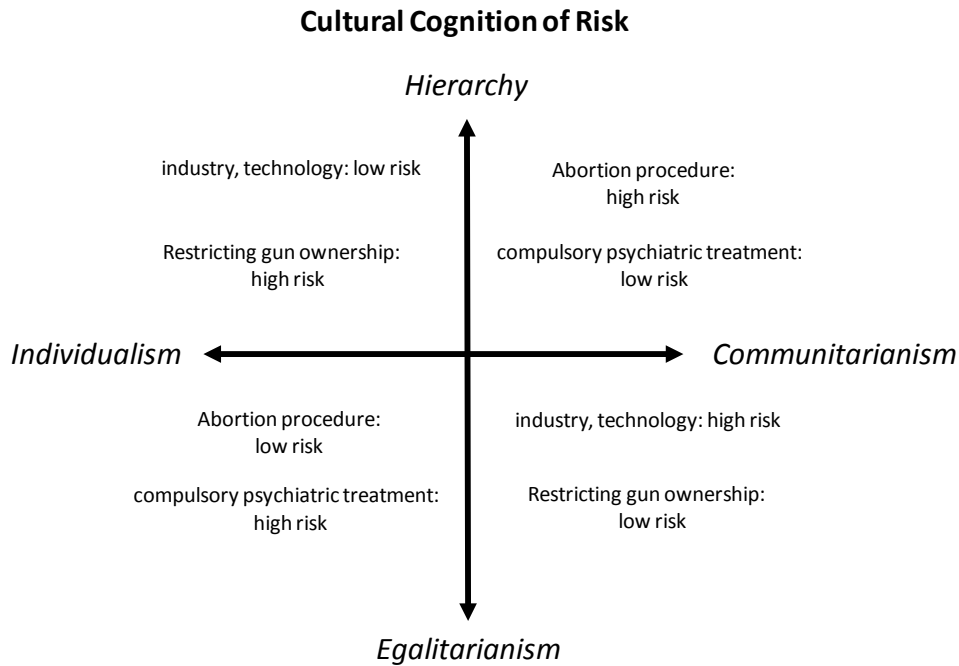 Cultural Cognition of Risk
Hierarchy
industry, technology: low risk
Abortion procedure:
high risk
Restricting gun ownership:
high risk
compulsory psychiatric treatment:
low risk
Individualism
Communitarianism
Abortion procedure:
low risk
industry, technology: high risk
compulsory psychiatric treatment:
high risk
Restricting gun ownership:
low risk
Egalitarianism